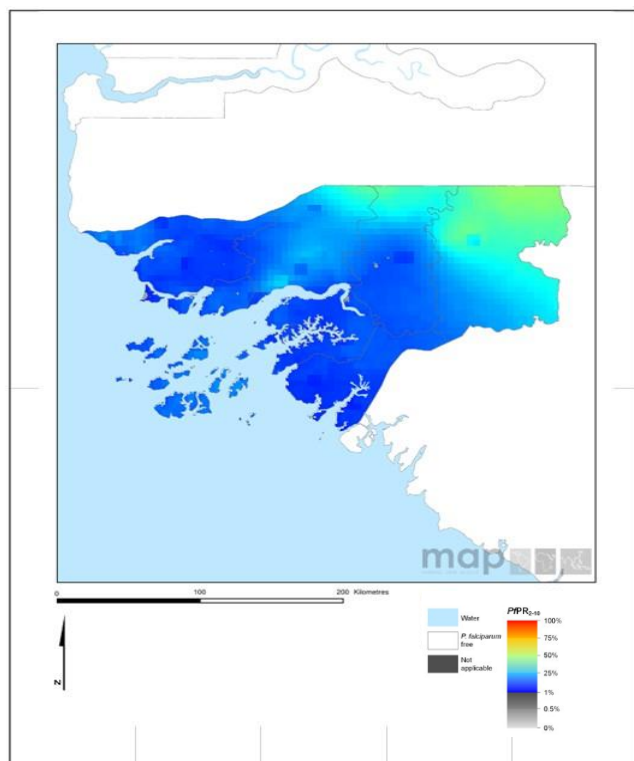 map
0 100 200 Kilometres
N
Water
P. falciparum
free
Not
applicable
PfPR2-10
100%
75%
50%
25%
1%
0.5%
0%